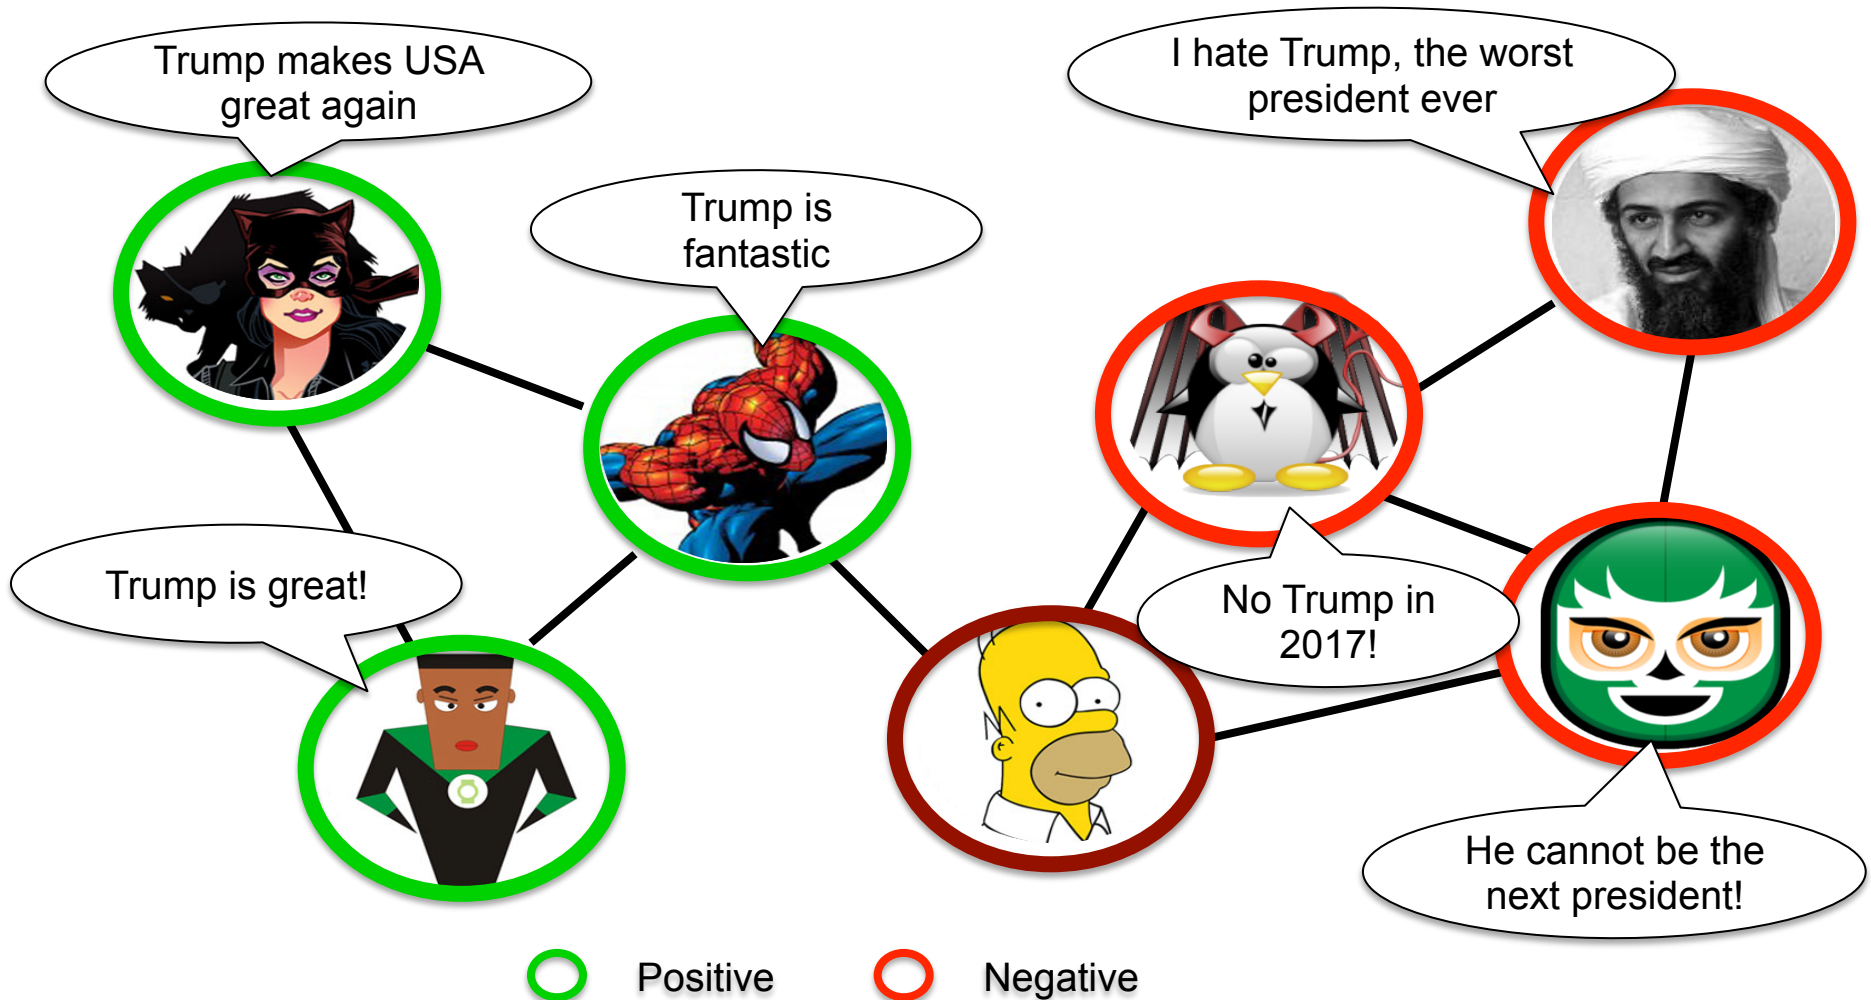 Trump makes USA
great again
I hate Trump, the worst
president ever
Trump is
fantastic
Trump is great!
No Trump in
2017!
He cannot be the
next president!
Positive
Negative